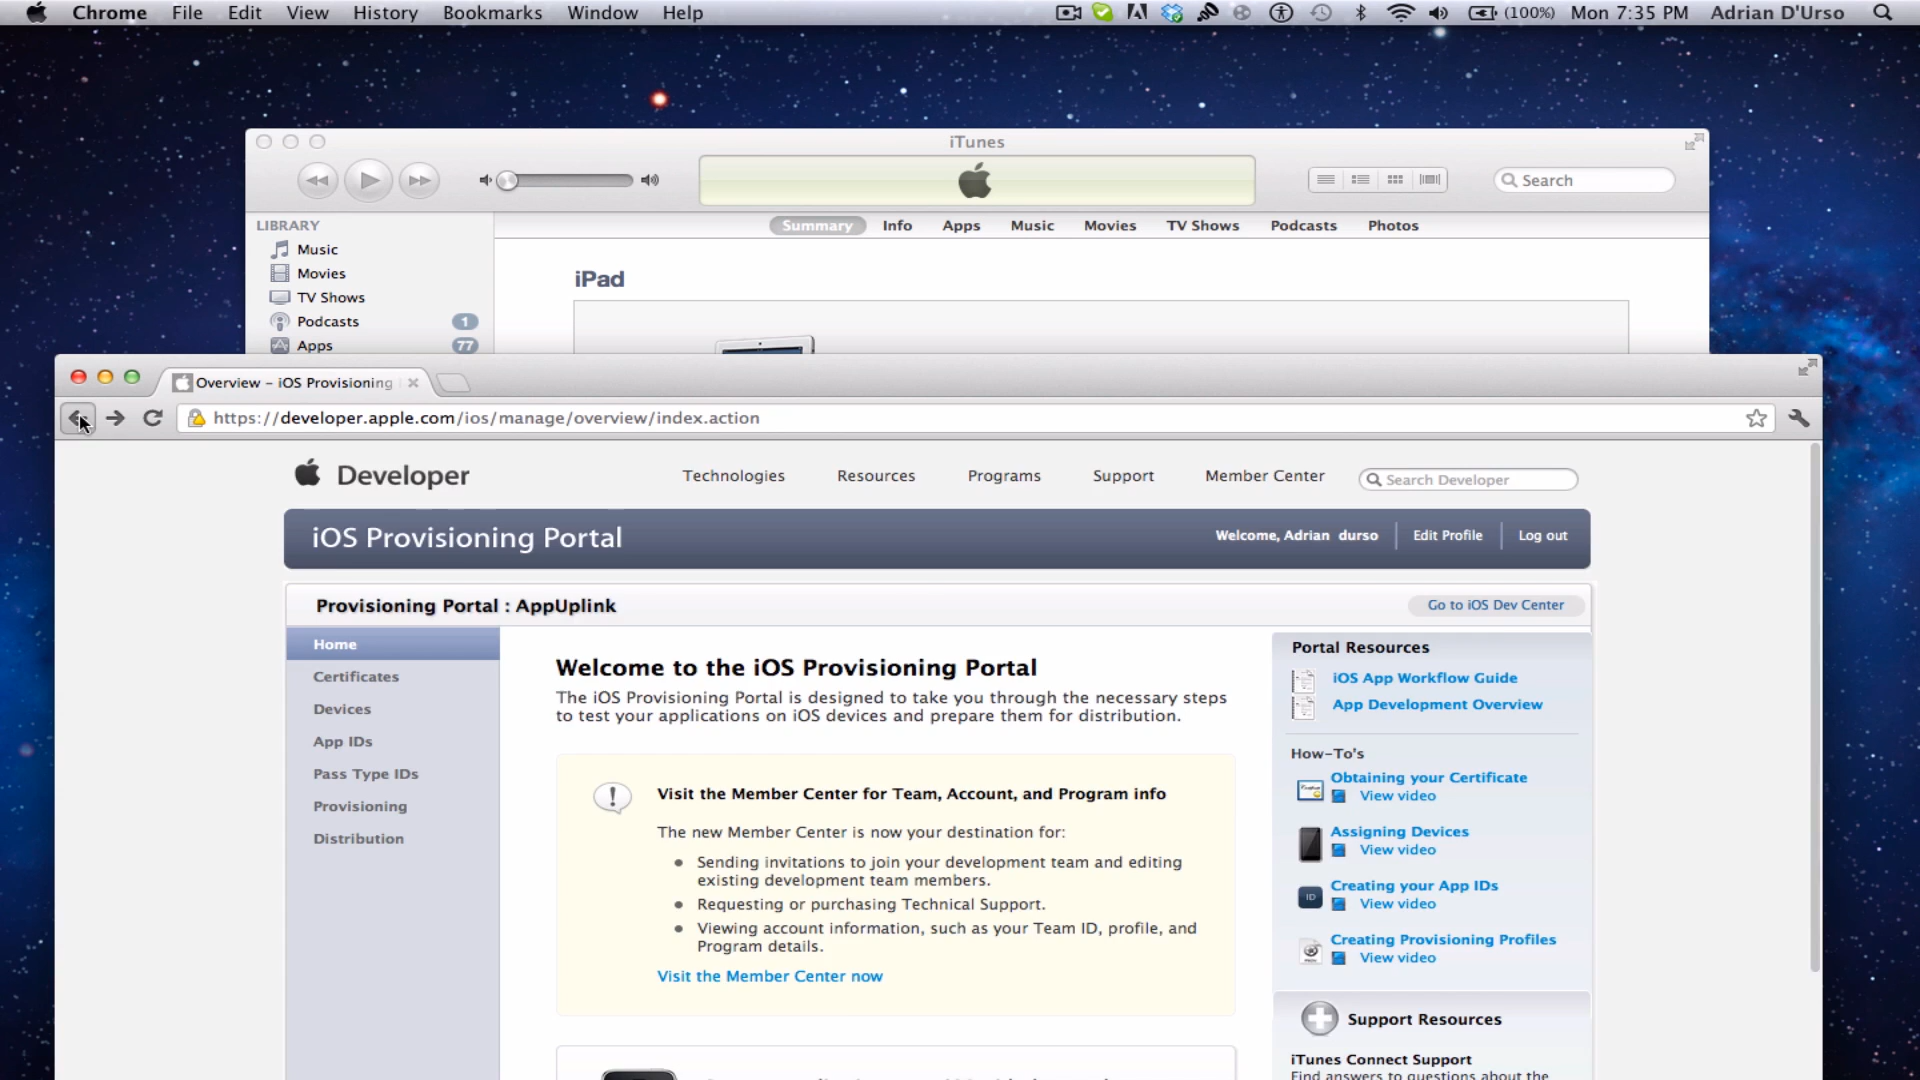 Chrome File Edit View History Bookmarks Window Help (100%) Mon 7:35 PM Adrian D'Urso
iTunes
Search
LIBRARY
Music
Movies
TV Shows
Podcasts 1
Apps 77
Summary Info Apps Music Movies TV Shows Podcasts Photos
iPad
Overview – iOS Provisioning
https://developer.apple.com/ios/manage/overview/index.action
Developer
Technologies Resources Programs Support Member Center Search Developer
iOS Provisioning Portal
Welcome, Adrian durso Edit Profile Log out
Provisioning Portal : AppUplink
Go to iOS Dev Center
Home
Certificates
Devices
App IDs
Pass Type IDs
Provisioning
Distribution
Welcome to the iOS Provisioning Portal
The iOS Provisioning Portal is designed to take you through the necessary steps
to test your applications on iOS devices and prepare them for distribution.
Visit the Member Center for Team, Account, and Program info
The new Member Center is now your destination for:
Sending invitations to join your development team and editing
existing development team members.
Requesting or purchasing Technical Support.
Viewing account information, such as your Team ID, profile, and
Program details.
Visit the Member Center now
Portal Resources
iOS App Workflow Guide
App Development Overview
How-To's
Obtaining your Certificate
View video
Assigning Devices
View video
ID
Creating your App IDs
View video
Creating Provisioning Profiles
View video
Support Resources
iTunes Connect Support
Find answers to questions about the